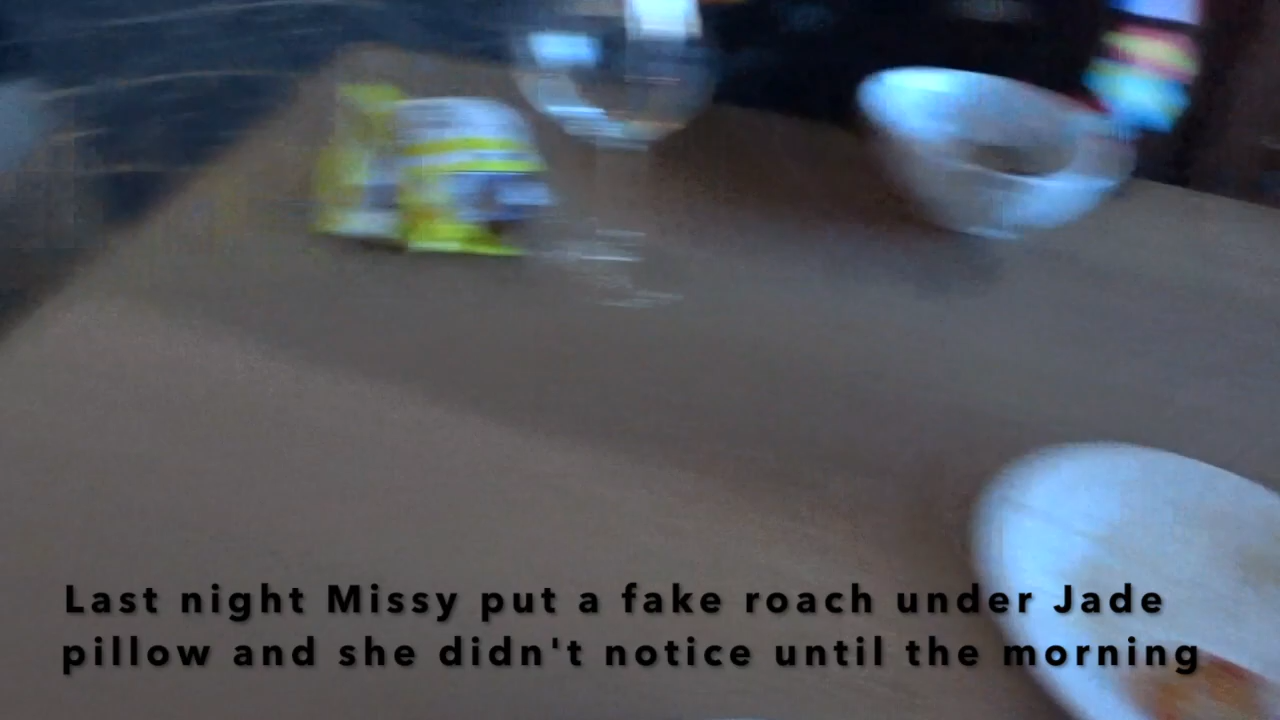 Last night Missy put a fake roach under Jade
pillow and she didn't notice until the morning